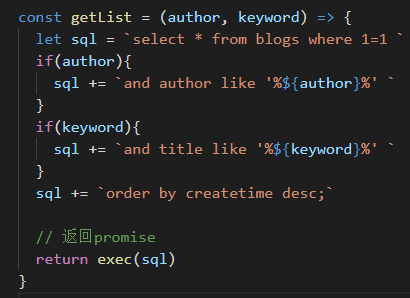 const getList = (author, keyword) => {
  let sql = `select * from blogs where 1=1 `
  if(author){
    sql += `and author like '%${author}%' `
  }
  if(keyword){
    sql += `and title like '%${keyword}%' `
  }
  sql += `order by createtime desc;`

  // 返回promise
  return exec(sql)
}